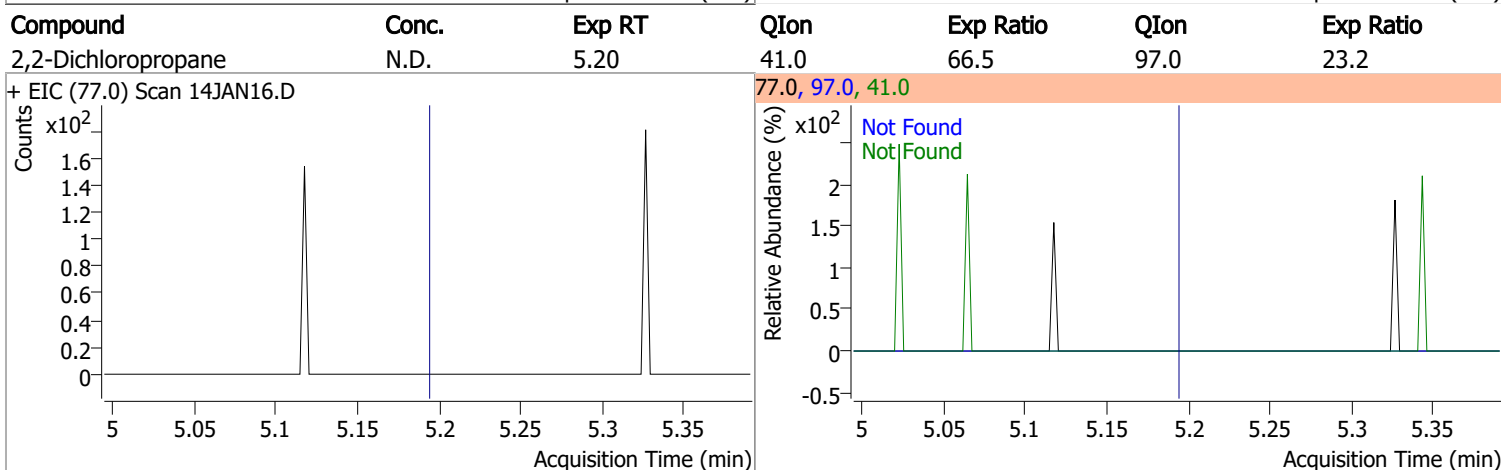 Compound Conc. Exp RT QIon Exp Ratio QIon Exp Ratio
2,2-Dichloropropane N.D. 5.20 41.0 66.5 97.0 23.2
+ EIC (77.0) Scan 14JAN16.D
Counts
x10²
1.6
1.4
1.2
1
0.8
0.6
0.4
0.2
0
5 5.05 5.1 5.15 5.2 5.25 5.3 5.35
Acquisition Time (min)
77.0, 97.0, 41.0
Relative Abundance (%)
x10²
Not Found
Not Found
2
1.5
1
0.5
0
-0.5
5 5.05 5.1 5.15 5.2 5.25 5.3 5.35
Acquisition Time (min)